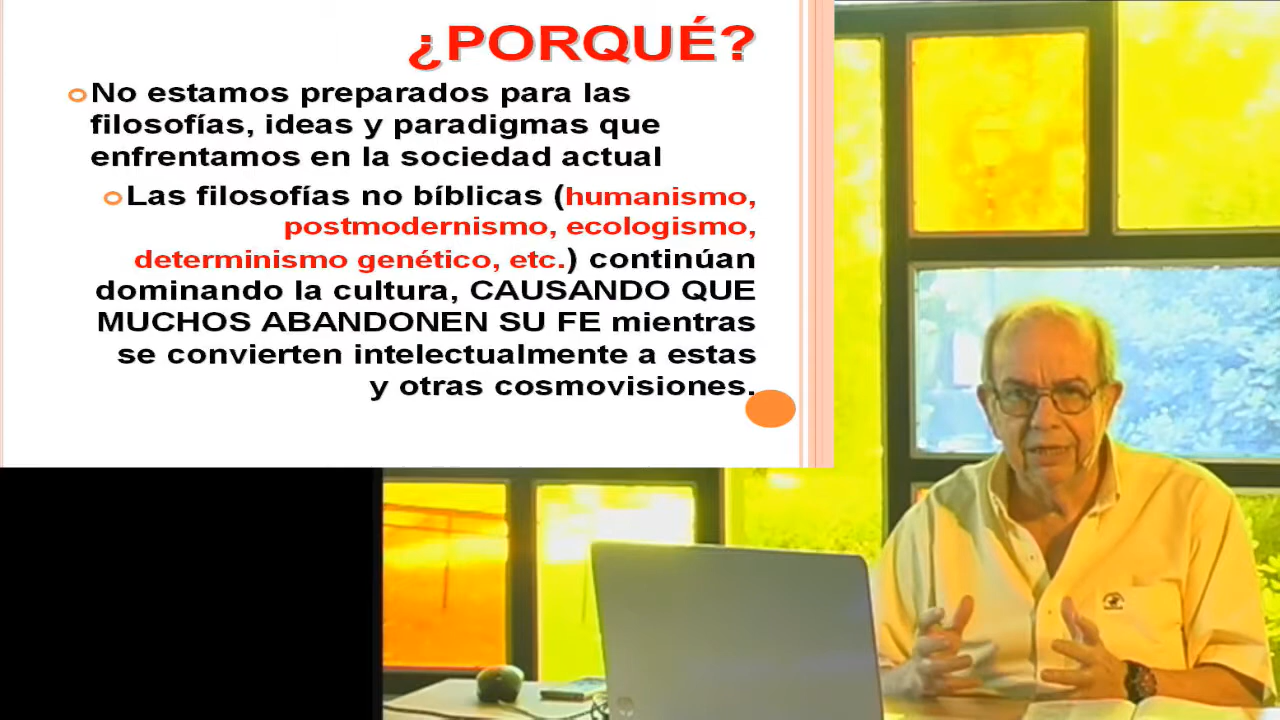 ¿PORQUÉ?
No estamos preparados para las
filosofías, ideas y paradigmas que
enfrentamos en la sociedad actual
Las filosofías no bíblicas (humanismo,
postmodernismo, ecologismo,
determinismo genético, etc.) continúan
dominando la cultura, CAUSANDO QUE
MUCHOS ABANDONEN SU FE mientras
se convierten intelectualmente a estas
y otras cosmovisiones.